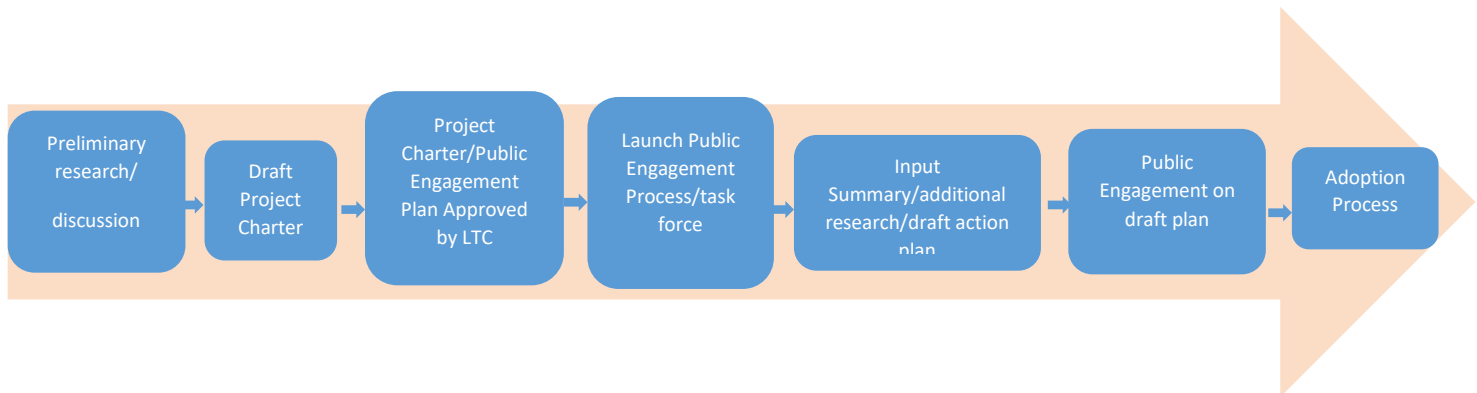 Preliminary
research/
discussion
Draft
Project
Charter
Project
Charter/Public
Engagement
Plan Approved
by LTC
Launch Public
Engagement
Process/task
force
Input
Summary/additional
research/draft action
plan
Public
Engagement on
draft plan
Adoption
Process